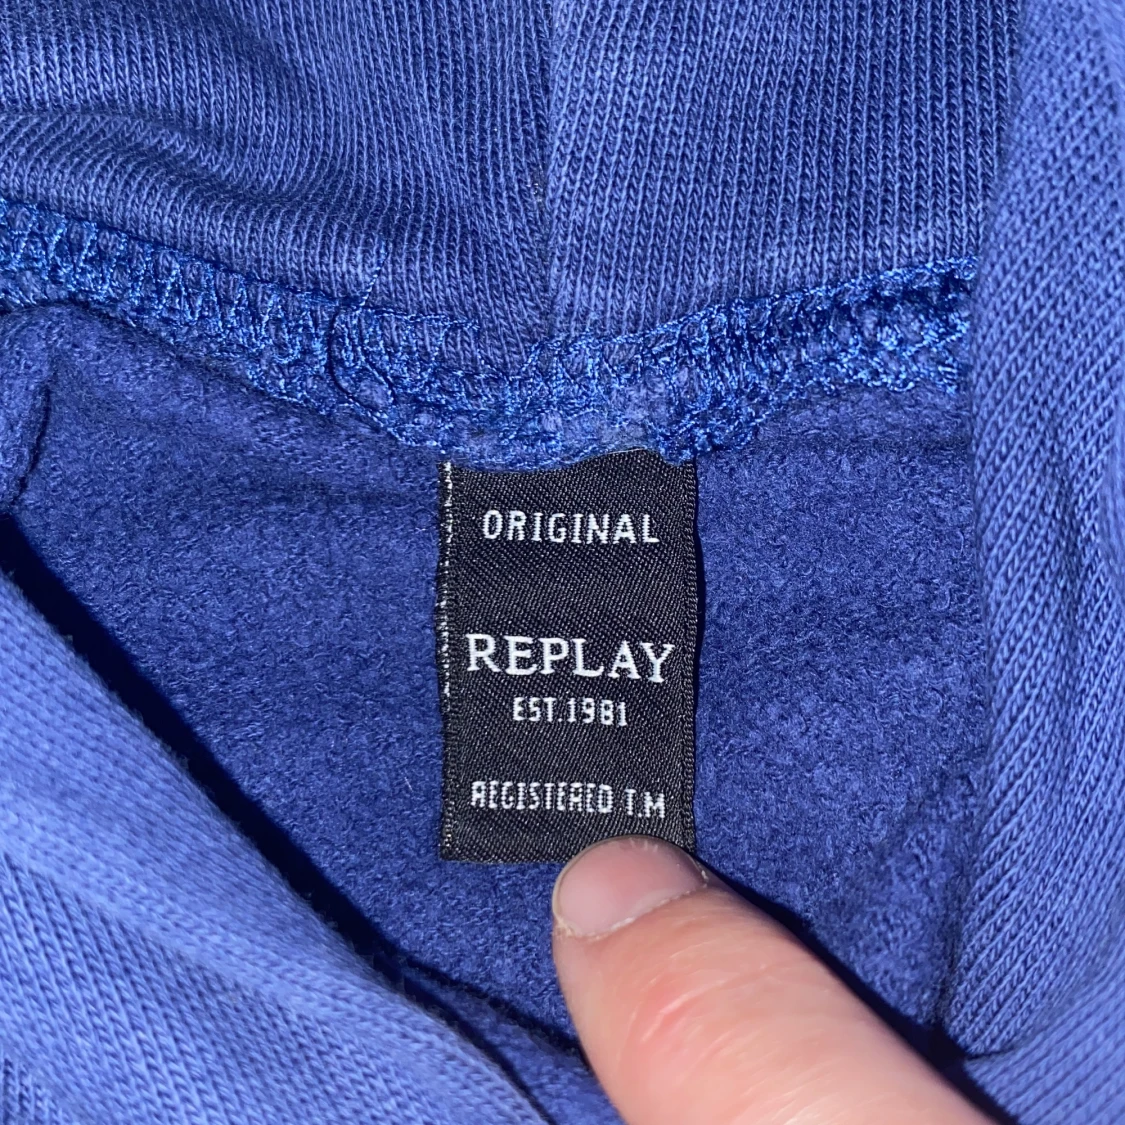 ORIGINAL
REPLAY
EST.1981
REGISTERED T.M